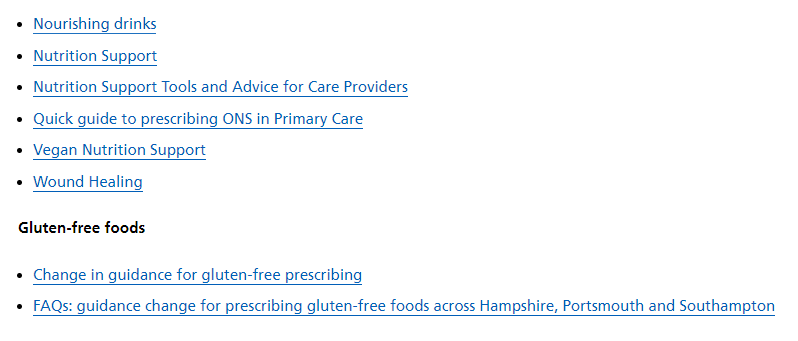 Nourishing drinks
Nutrition Support
Nutrition Support Tools and Advice for Care Providers
Quick guide to prescribing ONS in Primary Care
Vegan Nutrition Support
Wound Healing
Gluten-free foods
Change in guidance for gluten-free prescribing
FAQs: guidance change for prescribing gluten-free foods across Hampshire, Portsmouth and Southampton